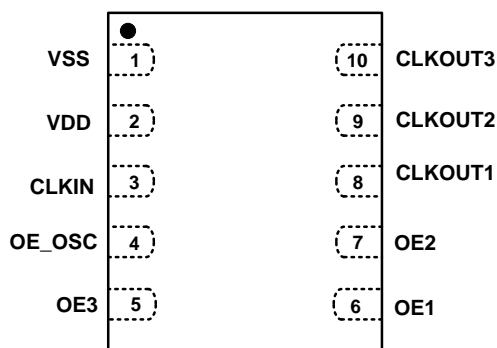 VSS 1 10 CLKOUT3
VDD 2 9 CLKOUT2
CLKIN 3 8 CLKOUT1
OE_OSC 4 7 OE2
OE3 5 6 OE1